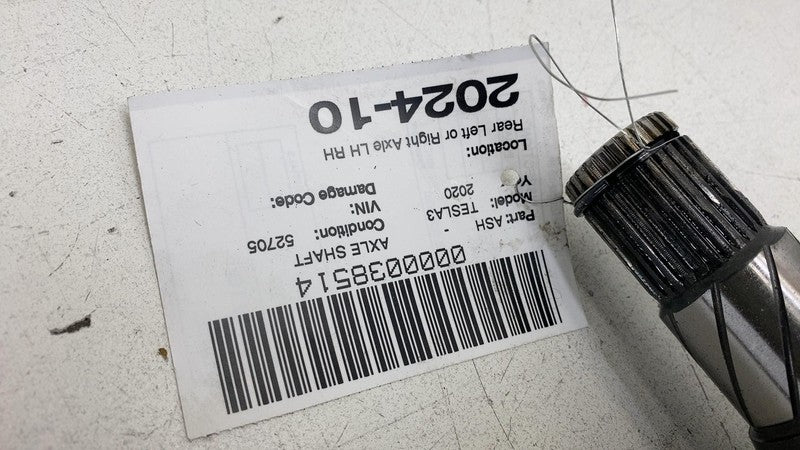 0000038514
Part: ASH - AXLE SHAFT
Model: TESLA3 Condition: 52705
2020 VIN:
Damage Code:
Location:
Rear Left or Right Axle LH RH
2024-10